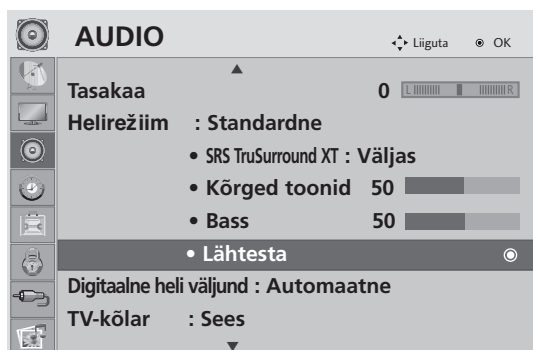 AUDIO Liiguta OK
Tasakaa 0 L R
Helirežiim : Standardne
• SRS TruSurround XT : Väljas
• Kõrged toonid 50
• Bass 50
• Lähtesta
Digitaalne heli väljund : Automaatne
TV-kõlar : Sees